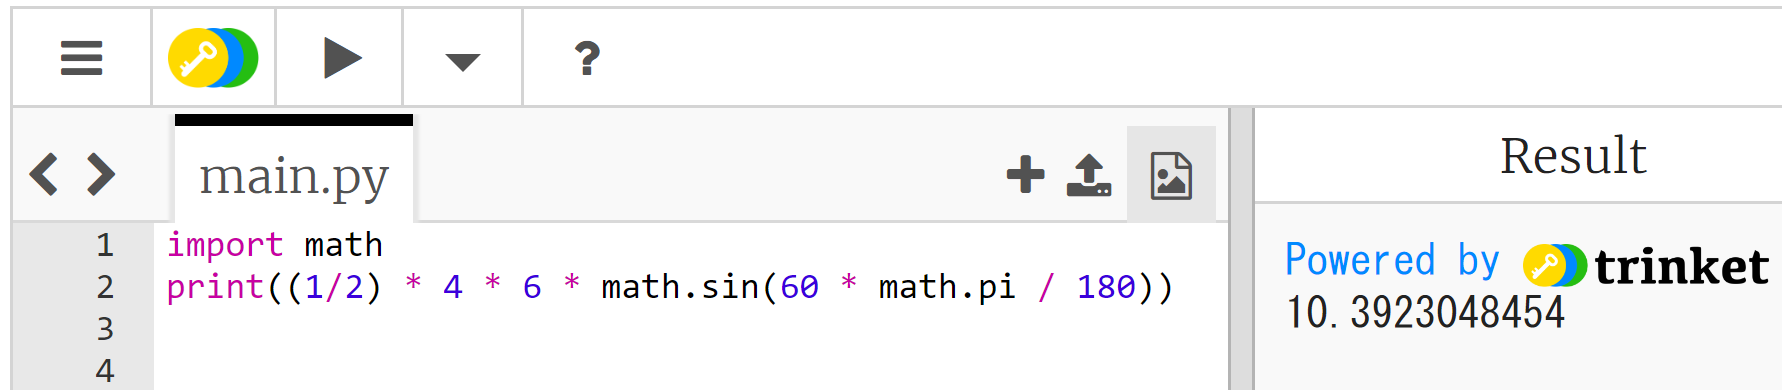 ?
main.py
Result
1 import math
2 print((1/2) * 4 * 6 * math.sin(60 * math.pi / 180))
3
4
Powered by trinket
10.3923048454